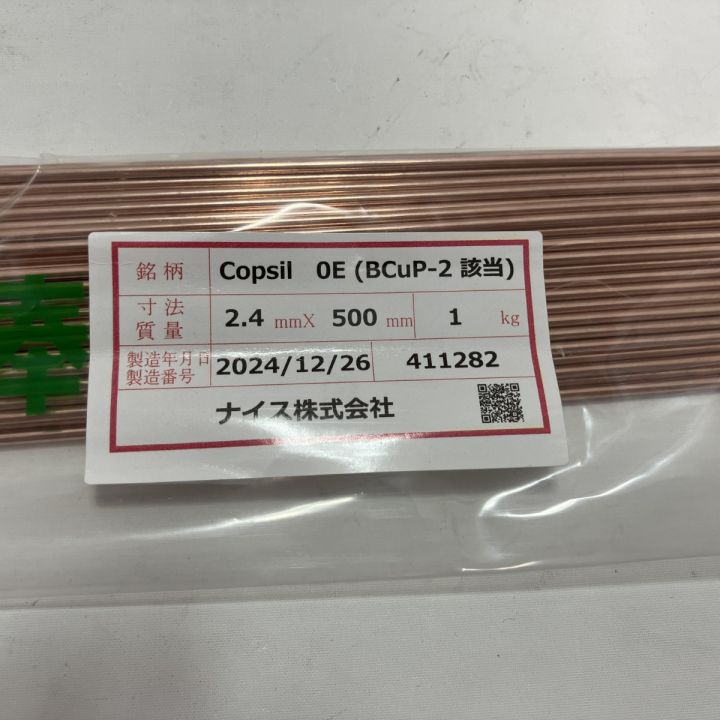 銘柄 Copsil 0E (BCuP-2 該当)
寸法 2.4 mmX 500 mm 1 kg
質量
製造年月日 2024/12/26 411282
製造番号
ナイス株式会社